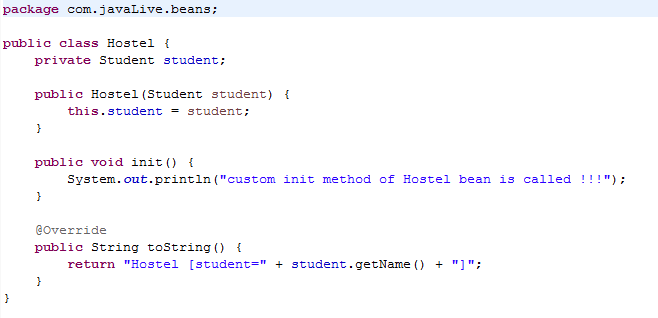 package com.javaLive.beans;
public class Hostel {
private Student student;
public Hostel(Student student) {
this.student = student;
}
public void init() {
System.out.println("custom init method of Hostel bean is called !!!");
}
@Override
public String toString() {
return "Hostel [student=" + student.getName() + "]";
}
}